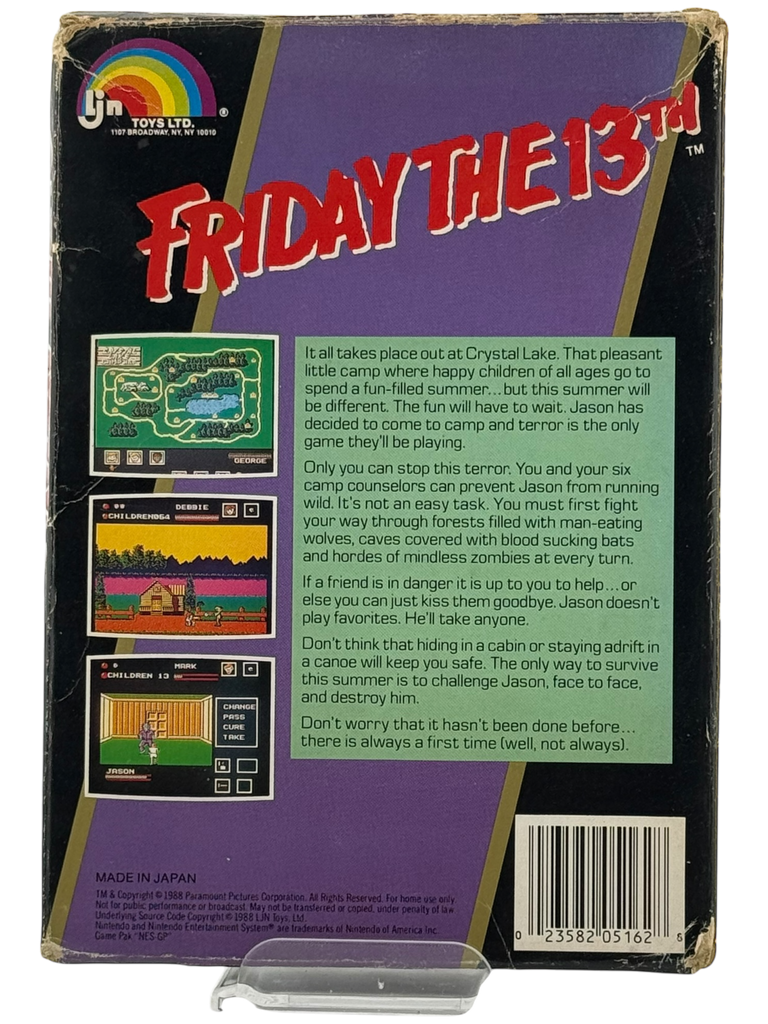 LJN
TOYS LTD.
®
1107 BROADWAY, NY, NY 10010
FRIDAY THE 13TH
TM
It all takes place out at Crystal Lake. That pleasant
little camp where happy children of all ages go to
spend a fun-filled summer...but this summer will
be different. The fun will have to wait. Jason has
decided to come to camp and terror is the only
game they'll be playing.
Only you can stop this terror. You and your six
camp counselors can prevent Jason from running
wild. It's not an easy task. You must first fight
your way through forests filled with man-eating
wolves, caves covered with blood sucking bats
and hordes of mindless zombies at every turn.
If a friend is in danger it is up to you to help...or
else you can just kiss them goodbye. Jason doesn't
play favorites. He'll take anyone.
Don't think that hiding in a cabin or staying adrift in
a canoe will keep you safe. The only way to survive
this summer is to challenge Jason, face to face,
and destroy him.
Don't worry that it hasn't been done before...
there is always a first time (well, not always).
GEORGE
DEBBIE
CHILDREN064
MARK
CHILDREN 13
CHANGE
PASS
CURE
TAKE
JASON
MADE IN JAPAN
TM & Copyright © 1988 Paramount Pictures Corporation. All Rights Reserved. For home use only.
Not for public performance or broadcast. May not be transferred or copied, under penalty of law.
Underlying Source Code Copyright © 1988 LJN Toys, Ltd.
Nintendo and Nintendo Entertainment System® are trademarks of Nintendo of America Inc.
Game Pak "NES-GP"
0 23582 05162 6